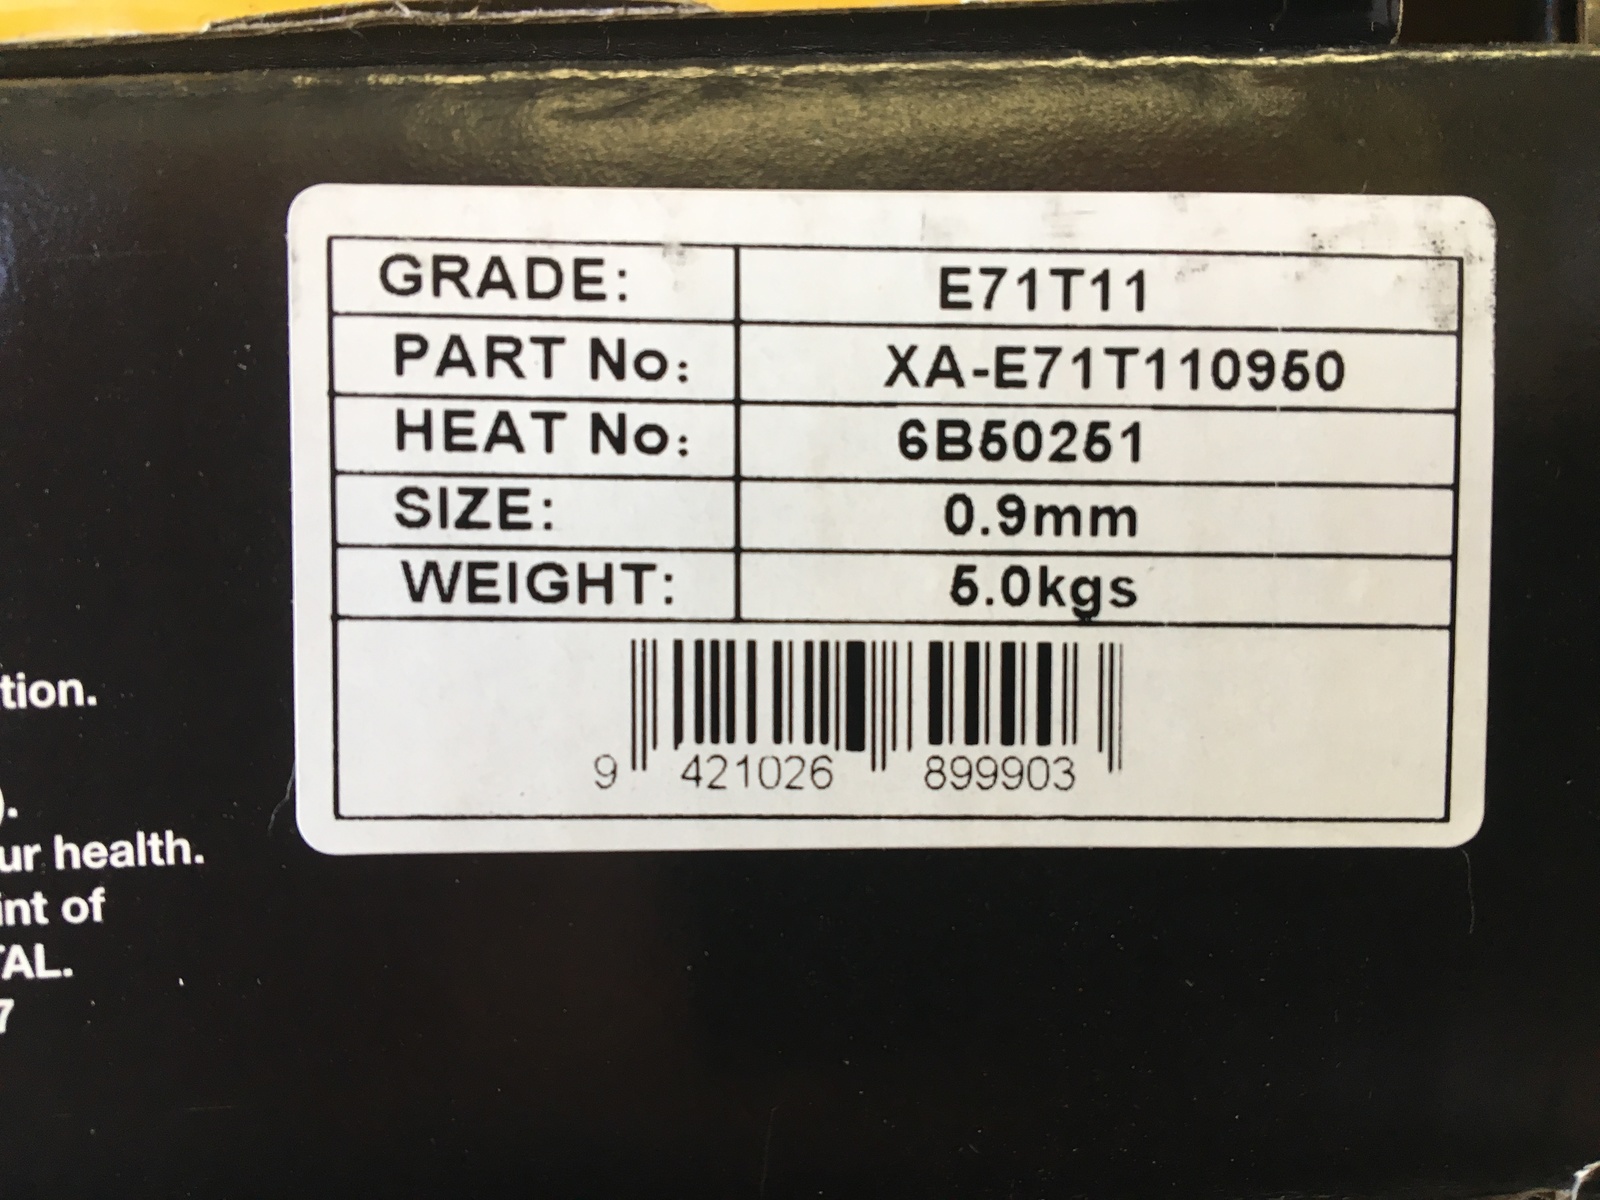 GRADE: E71T11
PART No: XA-E71T110950
HEAT No: 6B50251
SIZE: 0.9mm
WEIGHT: 5.0kgs
9 421026 899903
tion.
).
ur health.
int of
TAL.
7